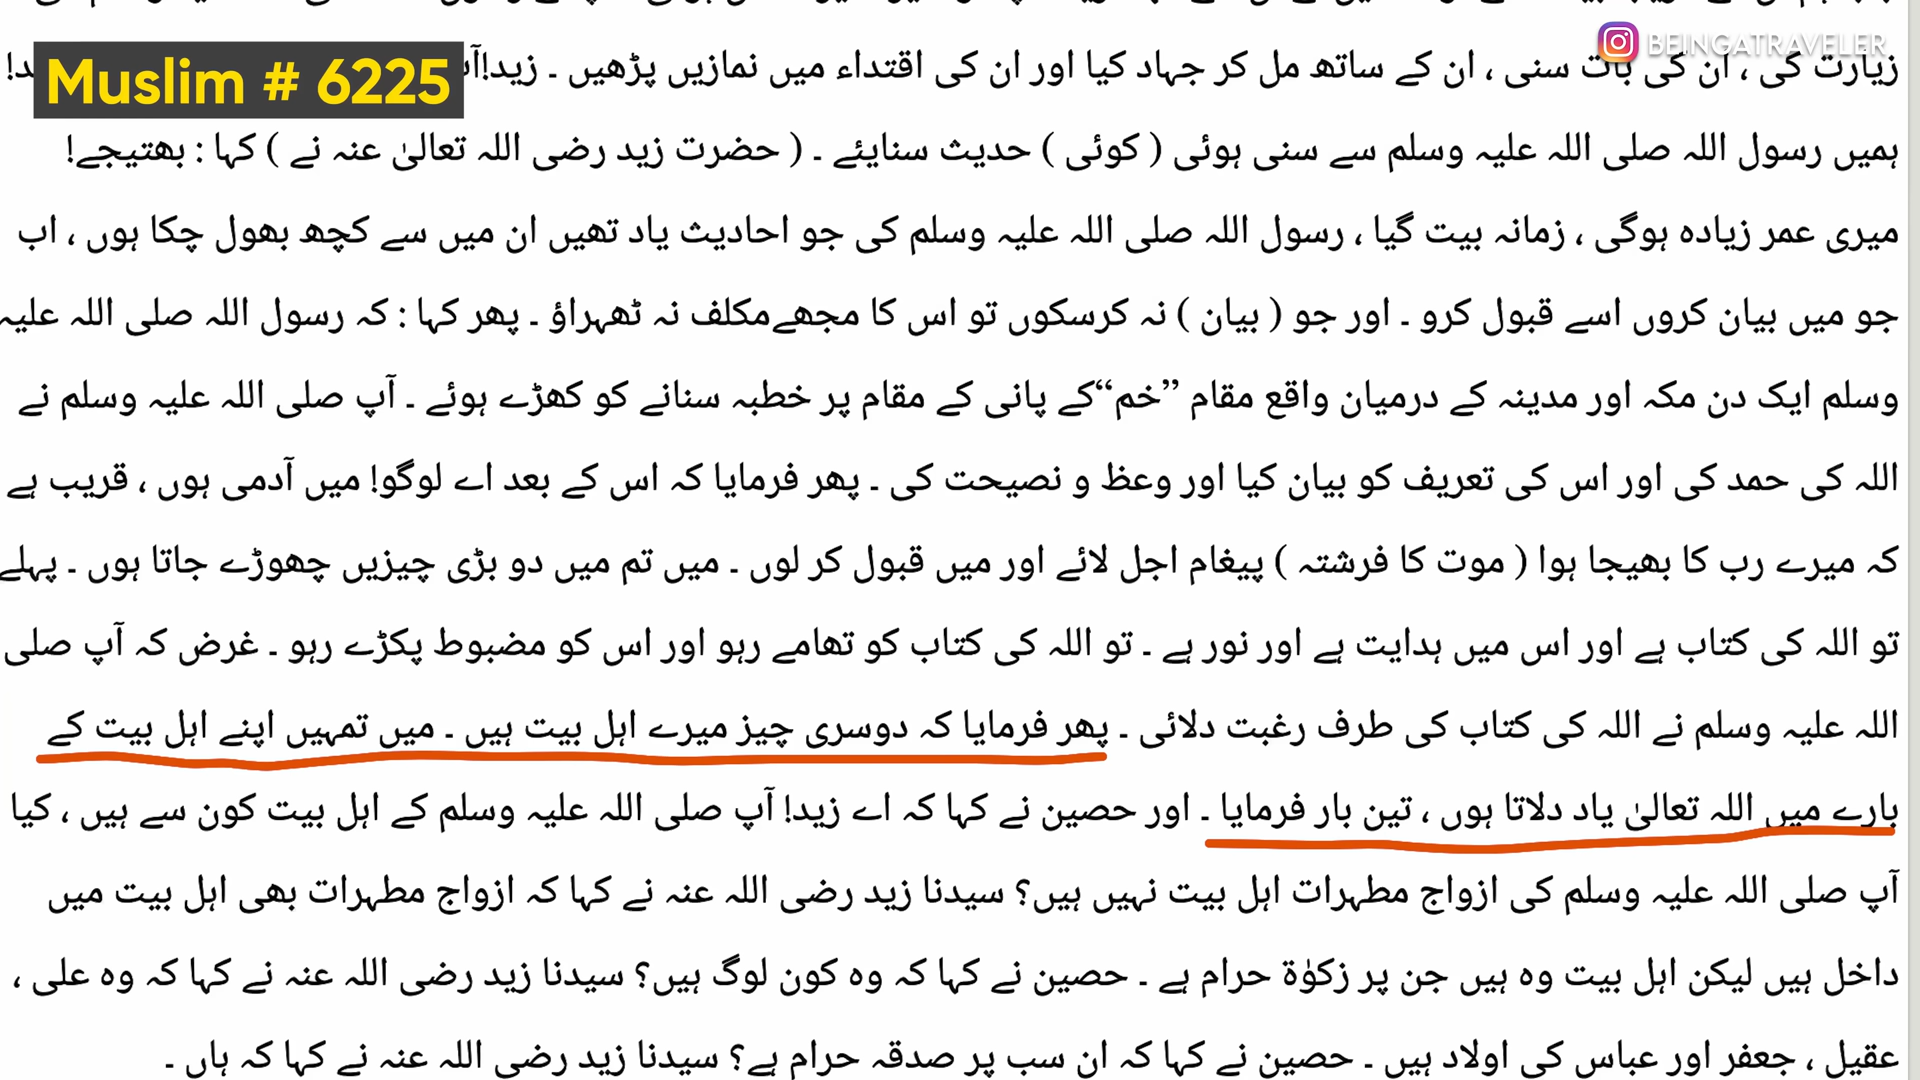 BEINGATRAVELER
Muslim # 6225
زیارت کی ، ان کی بات سنی ، ان کے ساتھ مل کر جہاد کیا اور ان کی اقتداء میں نمازیں پڑھیں ۔ زید!
ہمیں رسول اللہ صلی اللہ علیہ وسلم سے سنی ہوئی ( کوئی ) حدیث سنایئے ۔ ( حضرت زید رضی اللہ تعالیٰ عنہ نے ) کہا : بھتیجے!
میری عمر زیادہ ہوگی ، زمانہ بیت گیا ، رسول اللہ صلی اللہ علیہ وسلم کی جو احادیث یاد تھیں ان میں سے کچھ بھول چکا ہوں ، اب
جو میں بیان کروں اسے قبول کرو ۔ اور جو ( بیان ) نہ کرسکوں تو اس کا مجھےمکلف نہ ٹھہراؤ ۔ پھر کہا : کہ رسول اللہ صلی اللہ علیہ
وسلم ایک دن مکہ اور مدینہ کے درمیان واقع مقام ”خم“کے پانی کے مقام پر خطبہ سنانے کو کھڑے ہوئے ۔ آپ صلی اللہ علیہ وسلم نے
اللہ کی حمد کی اور اس کی تعریف کو بیان کیا اور وعظ و نصیحت کی ۔ پھر فرمایا کہ اس کے بعد اے لوگو! میں آدمی ہوں ، قریب ہے
کہ میرے رب کا بھیجا ہوا ( موت کا فرشتہ ) پیغام اجل لائے اور میں قبول کر لوں ۔ میں تم میں دو بڑی چیزیں چھوڑے جاتا ہوں ۔ پہلے
تو اللہ کی کتاب ہے اور اس میں ہدایت ہے اور نور ہے ۔ تو اللہ کی کتاب کو تھامے رہو اور اس کو مضبوط پکڑے رہو ۔ غرض کہ آپ صلی
اللہ علیہ وسلم نے اللہ کی کتاب کی طرف رغبت دلائی ۔ پھر فرمایا کہ دوسری چیز میرے اہل بیت ہیں ۔ میں تمہیں اپنے اہل بیت کے
بارے میں اللہ تعالیٰ یاد دلاتا ہوں ، تین بار فرمایا ۔ اور حصین نے کہا کہ اے زید! آپ صلی اللہ علیہ وسلم کے اہل بیت کون سے ہیں ، کیا
آپ صلی اللہ علیہ وسلم کی ازواج مطہرات اہل بیت نہیں ہیں؟ سیدنا زید رضی اللہ عنہ نے کہا کہ ازواج مطہرات بھی اہل بیت میں
داخل ہیں لیکن اہل بیت وہ ہیں جن پر زکوٰۃ حرام ہے ۔ حصین نے کہا کہ وہ کون لوگ ہیں؟ سیدنا زید رضی اللہ عنہ نے کہا کہ وہ علی ،
عقیل ، جعفر اور عباس کی اولاد ہیں ۔ حصین نے کہا کہ ان سب پر صدقہ حرام ہے؟ سیدنا زید رضی اللہ عنہ نے کہا کہ ہاں ۔